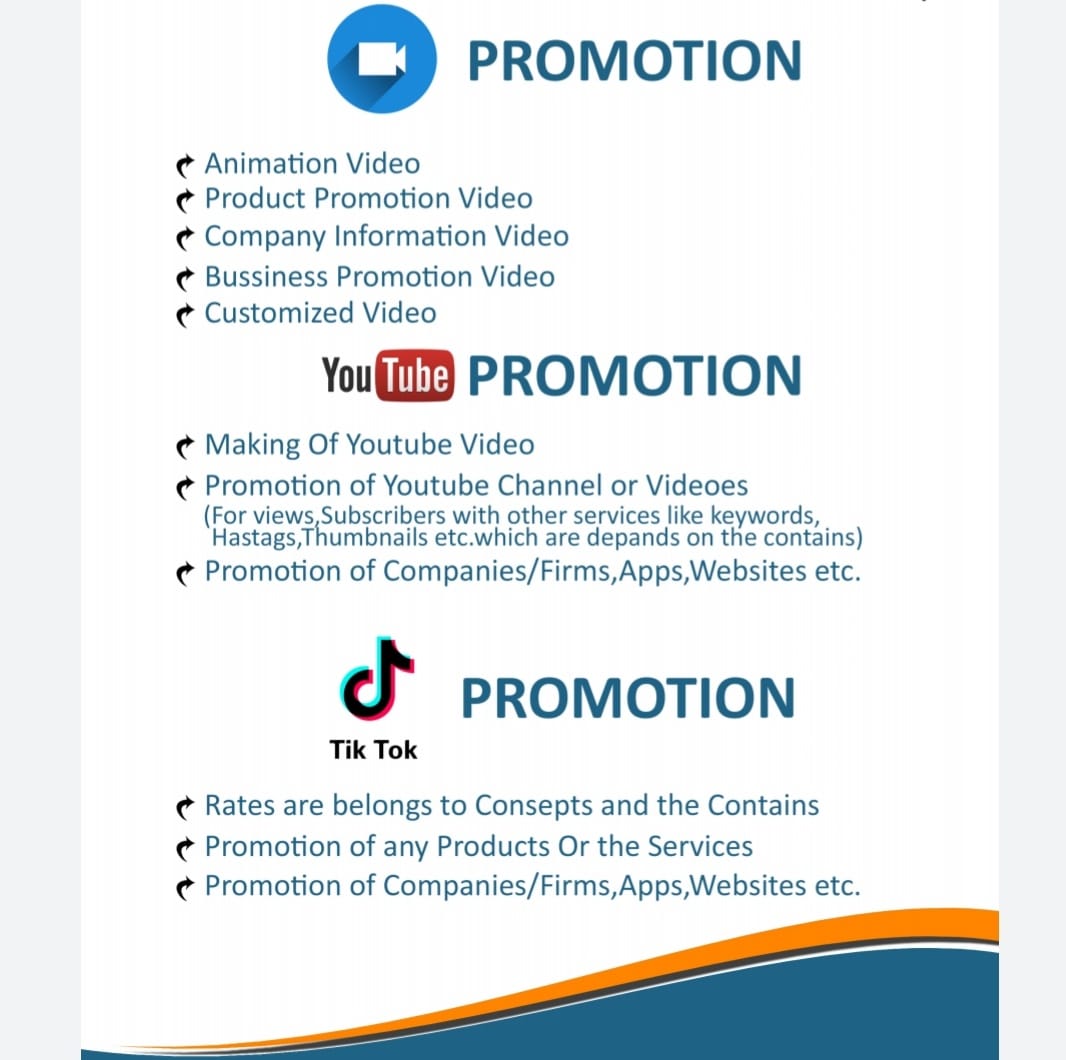 PROMOTION
Animation Video
Product Promotion Video
Company Information Video
Bussiness Promotion Video
Customized Video
YouTube PROMOTION
Making Of Youtube Video
Promotion of Youtube Channel or Videoes
(For views,Subscribers with other services like keywords,
Hastags,Thumbnails etc.which are depands on the contains)
Promotion of Companies/Firms,Apps,Websites etc.
PROMOTION
Tik Tok
Rates are belongs to Consepts and the Contains
Promotion of any Products Or the Services
Promotion of Companies/Firms,Apps,Websites etc.